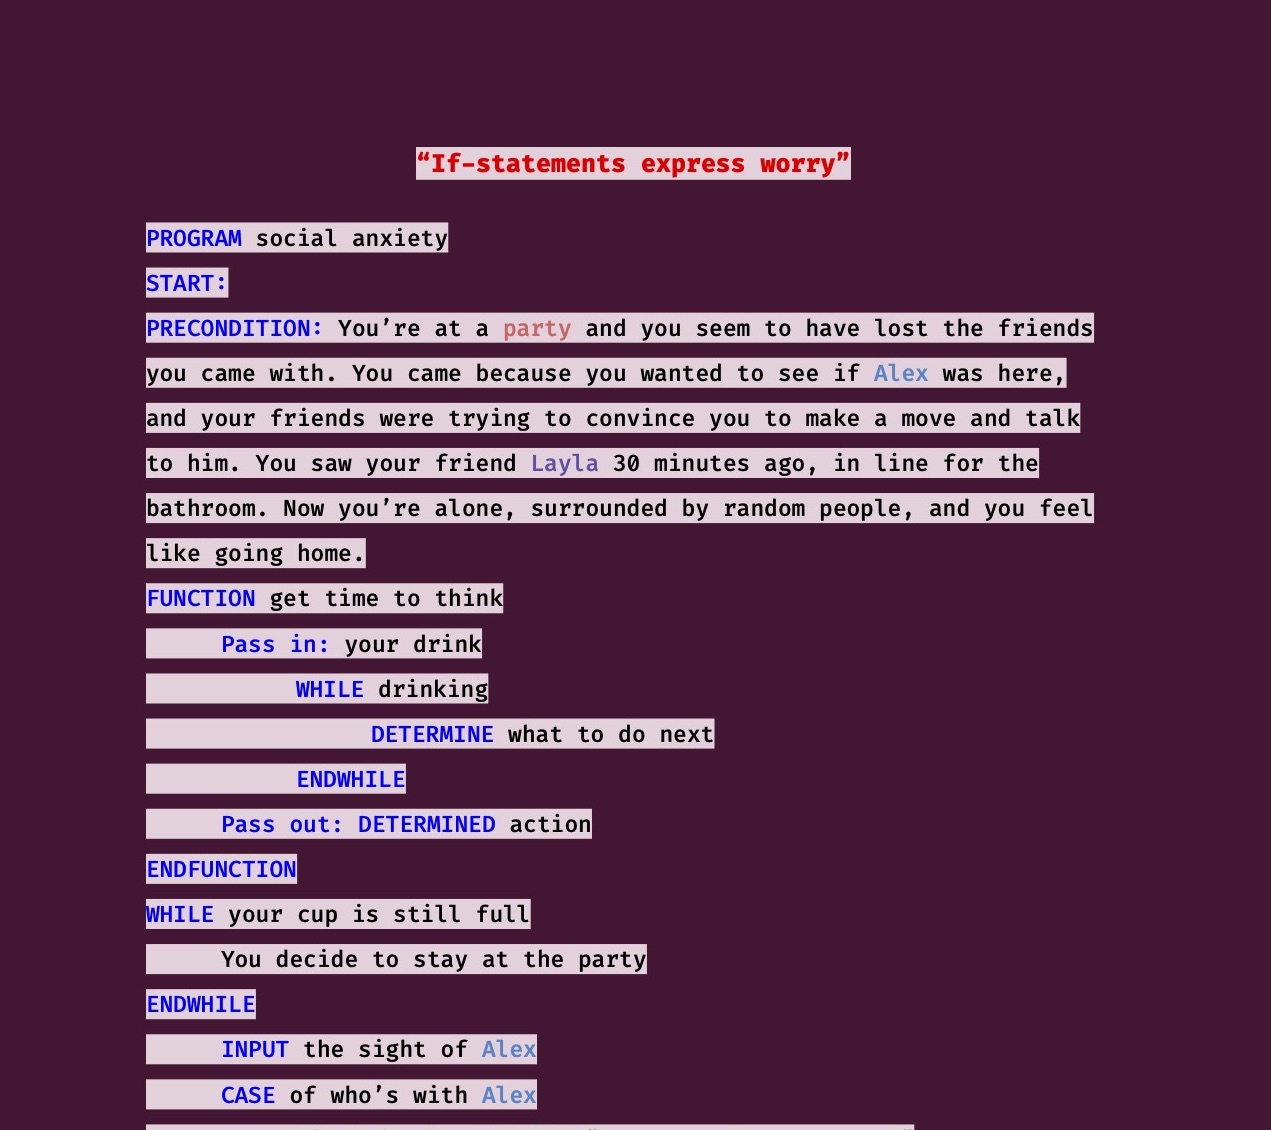 “If-statements express worry”
PROGRAM social anxiety
START:
PRECONDITION: You’re at a party and you seem to have lost the friends
you came with. You came because you wanted to see if Alex was here,
and your friends were trying to convince you to make a move and talk
to him. You saw your friend Layla 30 minutes ago, in line for the
bathroom. Now you’re alone, surrounded by random people, and you feel
like going home.
FUNCTION get time to think
Pass in: your drink
WHILE drinking
DETERMINE what to do next
ENDWHILE
Pass out: DETERMINED action
ENDFUNCTION
WHILE your cup is still full
You decide to stay at the party
ENDWHILE
INPUT the sight of Alex
CASE of who’s with Alex